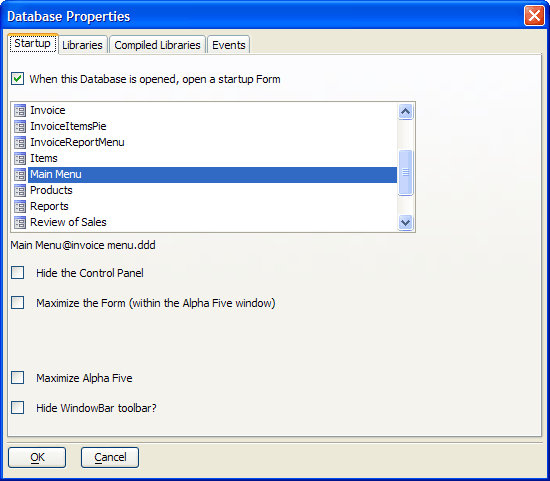 Database Properties
Startup Libraries Compiled Libraries Events
When this Database is opened, open a startup Form
Invoice
InvoiceItemsPie
InvoiceReportMenu
Items
Main Menu
Products
Reports
Review of Sales
Main Menu@invoice menu.ddd
Hide the Control Panel
Maximize the Form (within the Alpha Five window)
Maximize Alpha Five
Hide WindowBar toolbar?
OK Cancel